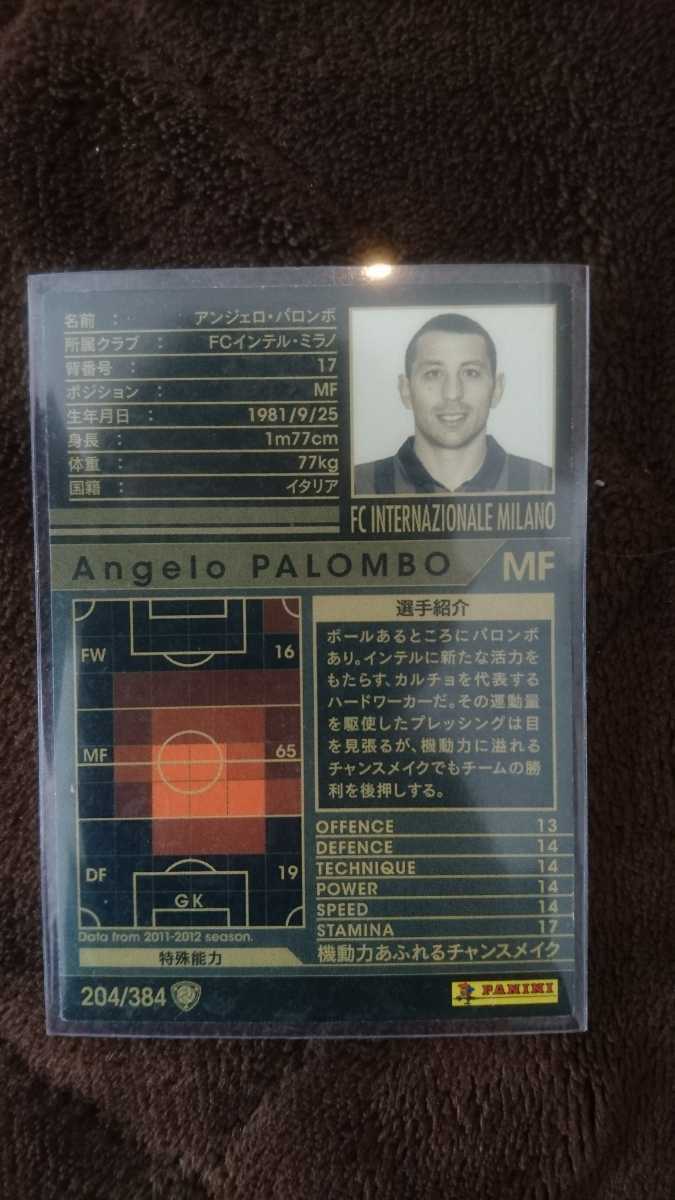 名前 : アンジェロ・パロンボ
所属クラブ : FCインテル・ミラノ
背番号 : 17
ポジション : MF
生年月日 : 1981/9/25
身長 : 1m77cm
体重 : 77kg
国籍 : イタリア
FC INTERNAZIONALE MILANO
Angelo PALOMBO MF
FW 16
MF 65
DF 19
GK
Data from 2011-2012 season.
選手紹介
ボールあるところにパロンボ
あり。インテルに新たな活力を
もたらす、カルチョを代表する
ハードワーカーだ。その運動量
を駆使したプレッシングは目
を見張るが、機動力に溢れる
チャンスメイクでもチームの勝
利を後押しする。
OFFENCE 13
DEFENCE 14
TECHNIQUE 14
POWER 14
SPEED 14
STAMINA 17
特殊能力 機動力あふれるチャンスメイク
204/384
PANINI